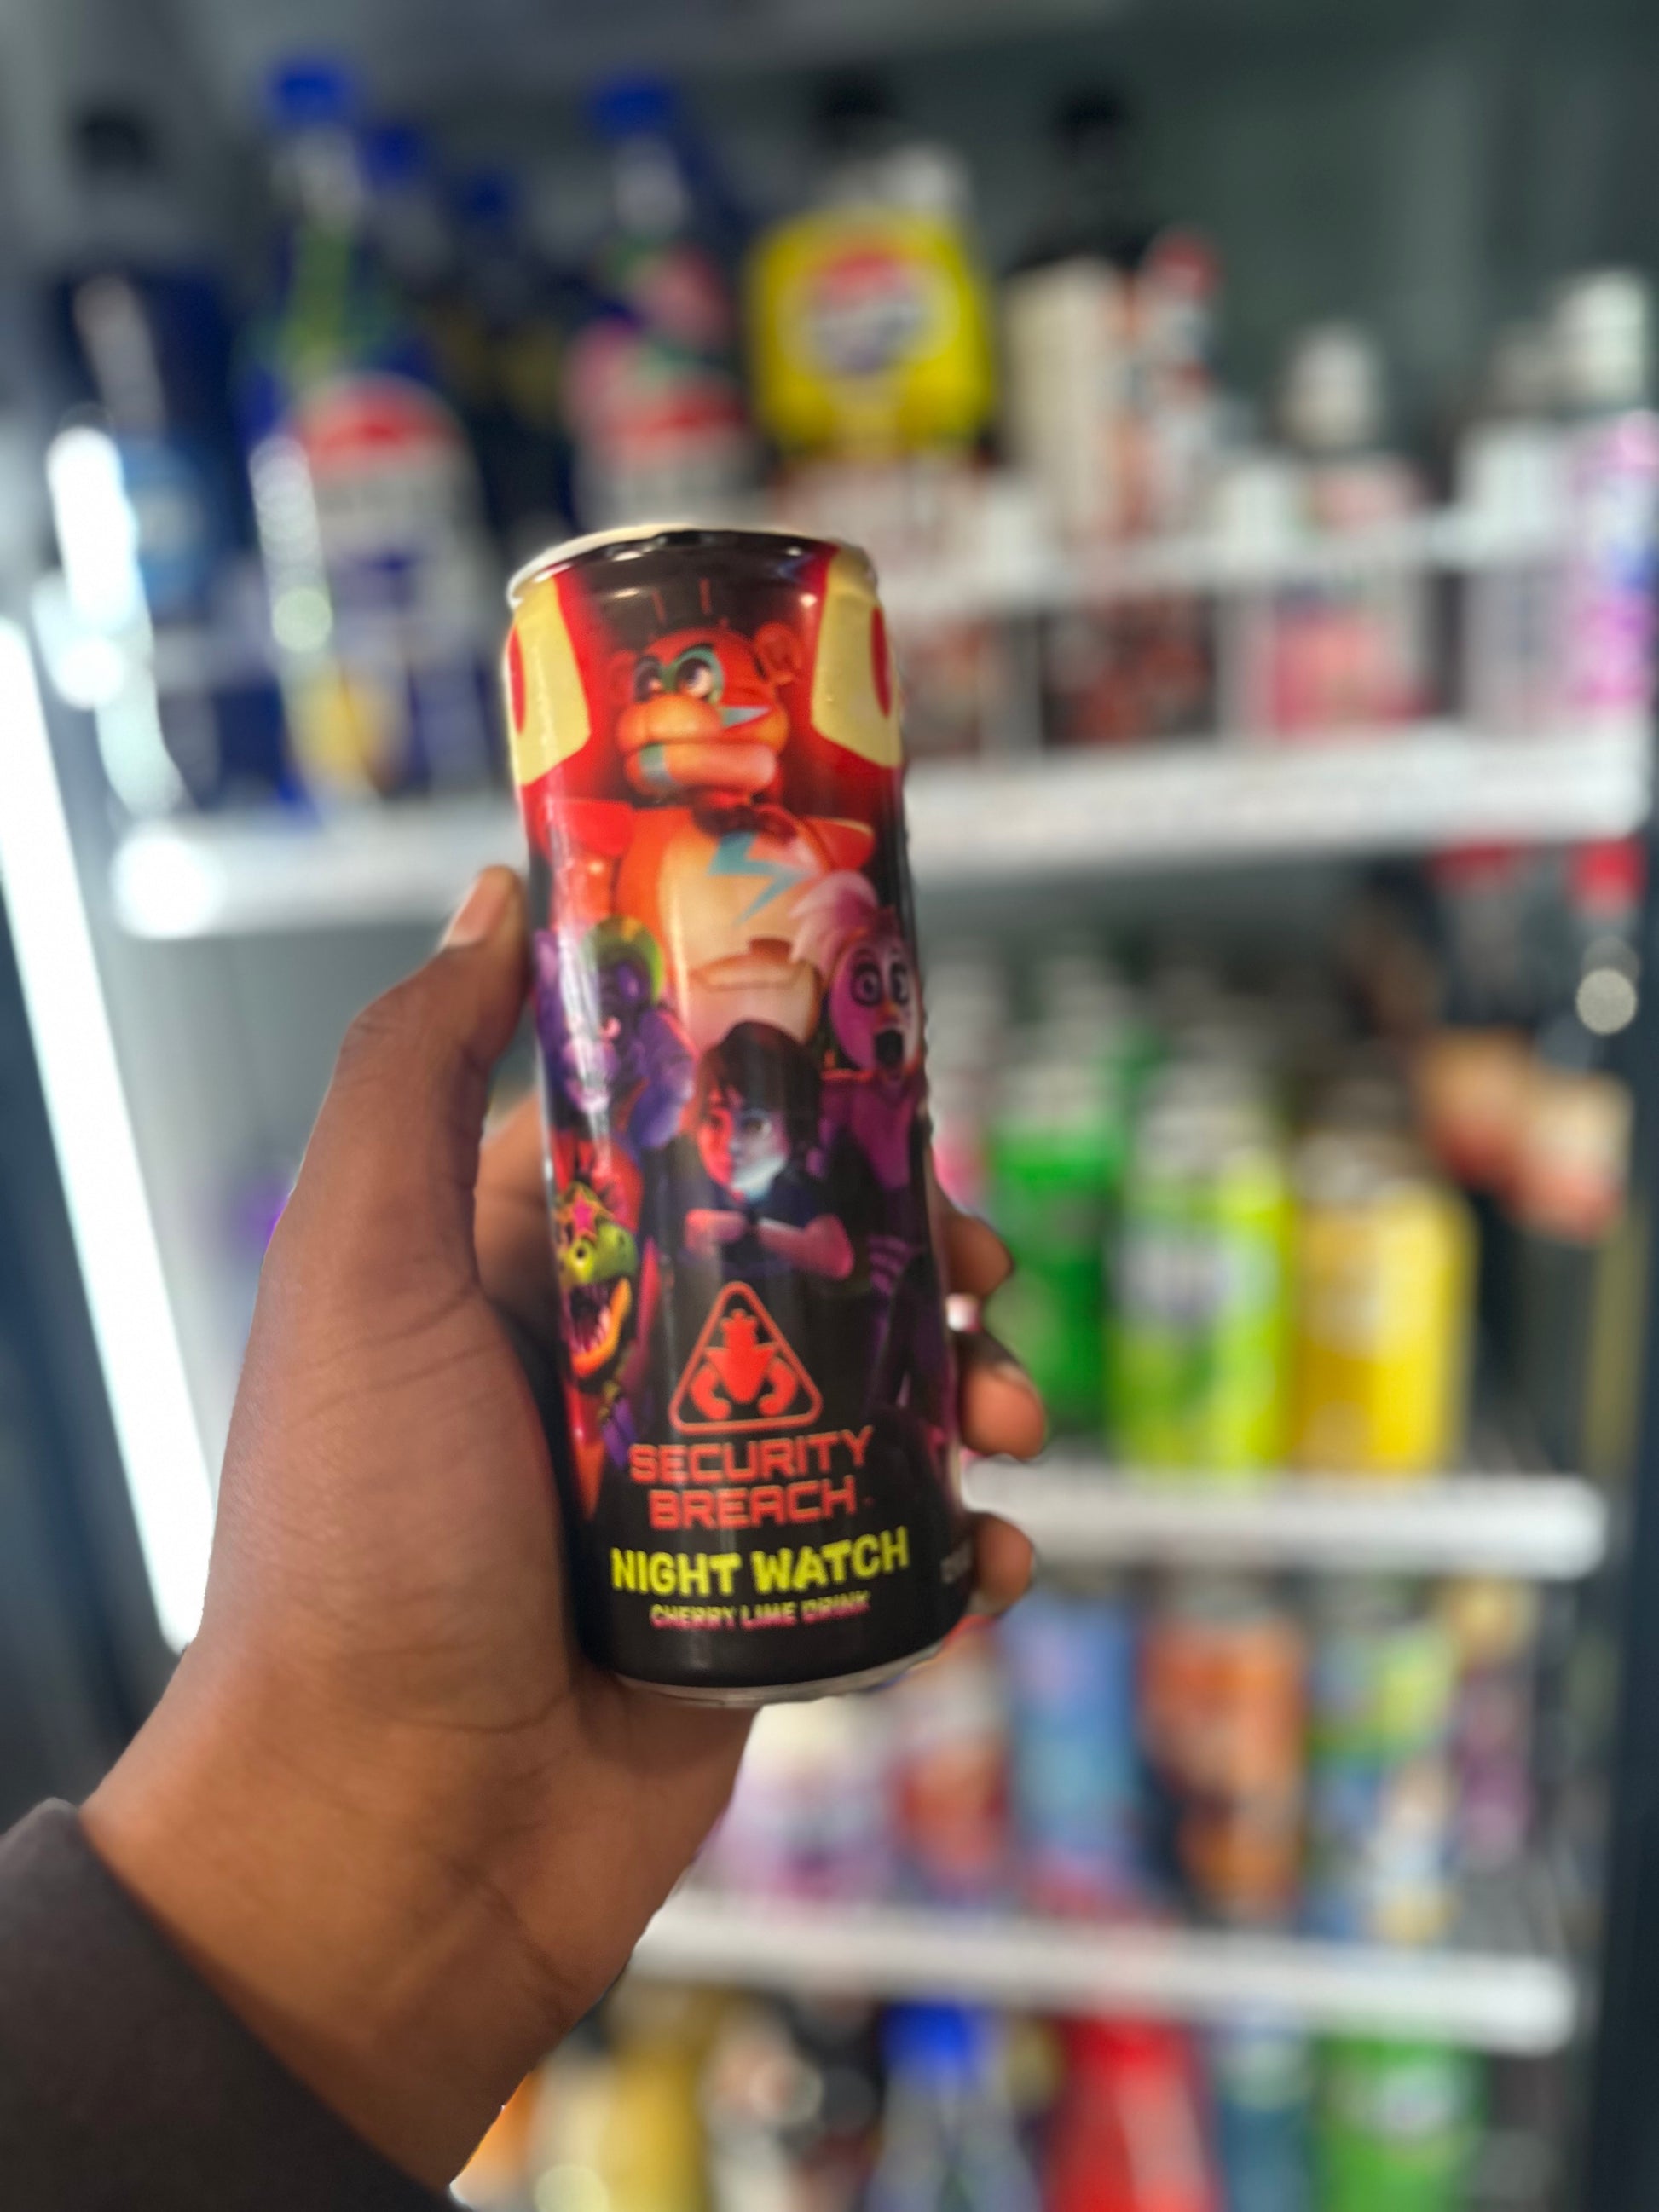 SECURITY
BREACH
NIGHT WATCH
CHERRY LIME DRINK